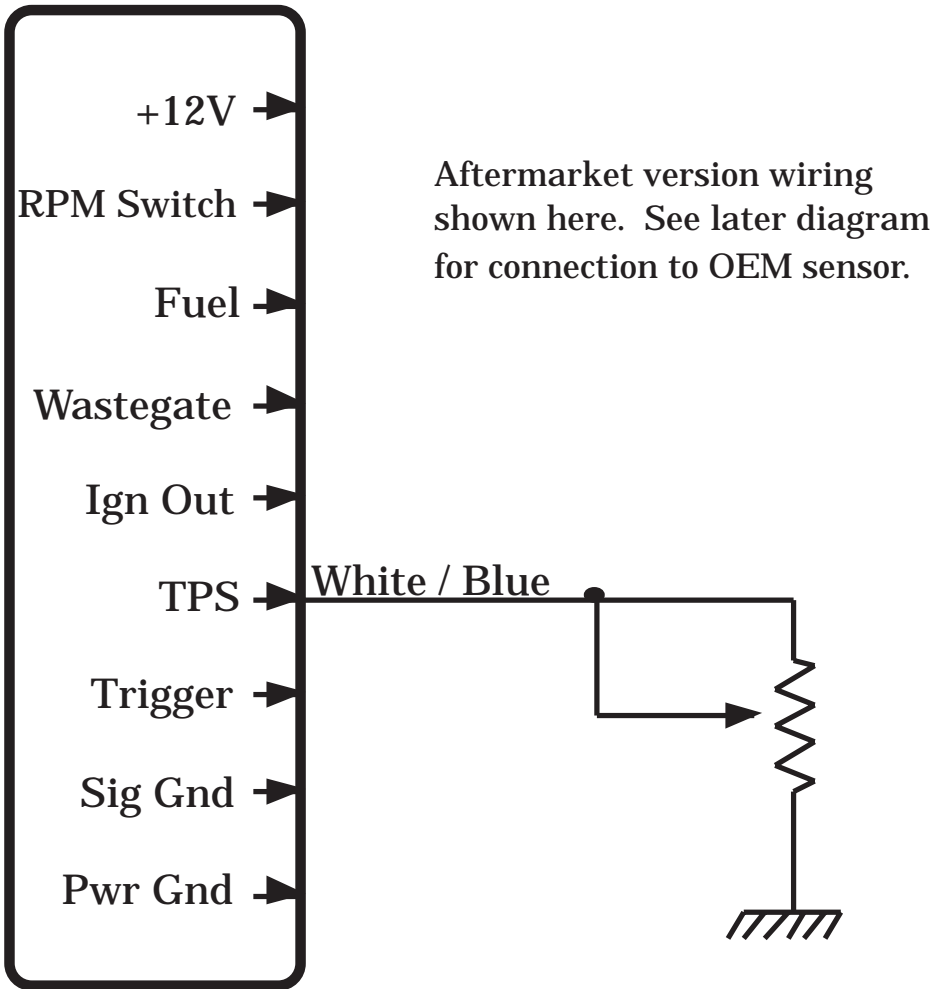 +12V
RPM Switch
Fuel
Wastegate
Ign Out
TPS
Trigger
Sig Gnd
Pwr Gnd
White / Blue
Aftermarket version wiring
shown here.  See later diagram
for connection to OEM sensor.